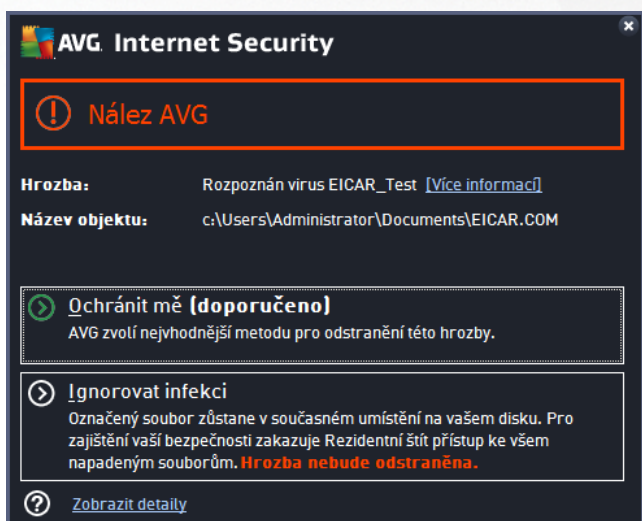 AVG. Internet Security
Nález AVG
Hrozba: Rozpoznán virus EICAR_Test [Více informací]
Název objektu: c:\Users\Administrator\Documents\EICAR.COM
Ochránit mě (doporučeno)
AVG zvolí nejvhodnější metodu pro odstranění této hrozby.
Ignorovat infekci
Označený soubor zůstane v současném umístění na vašem disku. Pro
zajištění vaší bezpečnosti zakazuje Rezidentní štít přístup ke všem
napadeným souborům. Hrozba nebude odstraněna.
Zobrazit detaily